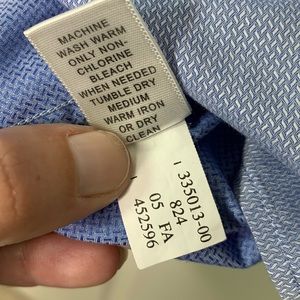 MACHINE
WASH WARM
ONLY NON-
CHLORINE
BLEACH
WHEN NEEDED
TUMBLE DRY
MEDIUM
WARM IRON
OR DRY
CLEAN
1 335013-00
824
05 FA
452596